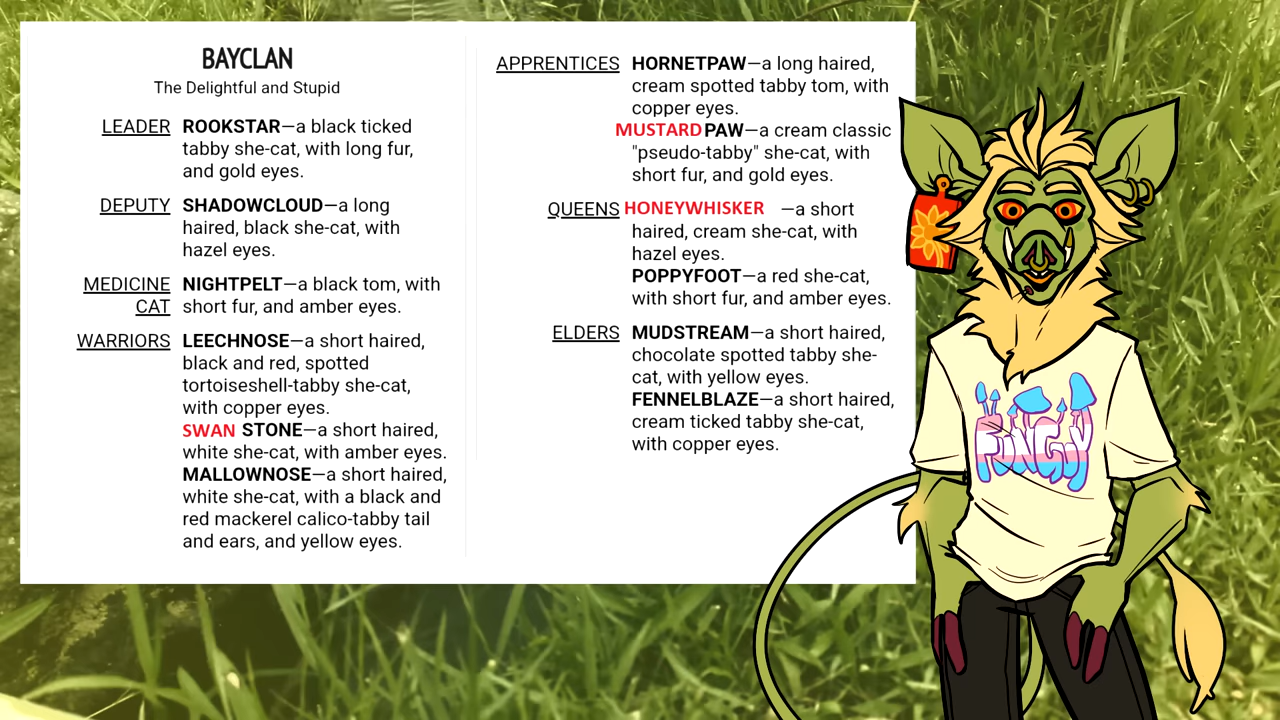 BAYCLAN
The Delightful and Stupid
LEADER ROOKSTAR—a black ticked
tabby she-cat, with long fur,
and gold eyes.
DEPUTY SHADOWCLOUD—a long
haired, black she-cat, with
hazel eyes.
MEDICINE NIGHTPELT—a black tom, with
CAT short fur, and amber eyes.
WARRIORS LEECHNOSE—a short haired,
black and red, spotted
tortoiseshell-tabby she-cat,
with copper eyes.
SWAN STONE—a short haired,
white she-cat, with amber eyes.
MALLOWNOSE—a short haired,
white she-cat, with a black and
red mackerel calico-tabby tail
and ears, and yellow eyes.
APPRENTICES HORNETPAW—a long haired,
cream spotted tabby tom, with
copper eyes.
MUSTARDPAW—a cream classic
"pseudo-tabby" she-cat, with
short fur, and gold eyes.
QUEENS HONEYWHISKER —a short
haired, cream she-cat, with
hazel eyes.
POPPYFOOT—a red she-cat,
with short fur, and amber eyes.
ELDERS MUDSTREAM—a short haired,
chocolate spotted tabby she-
cat, with yellow eyes.
FENNELBLAZE—a short haired,
cream ticked tabby she-cat,
with copper eyes.
FUNGLY